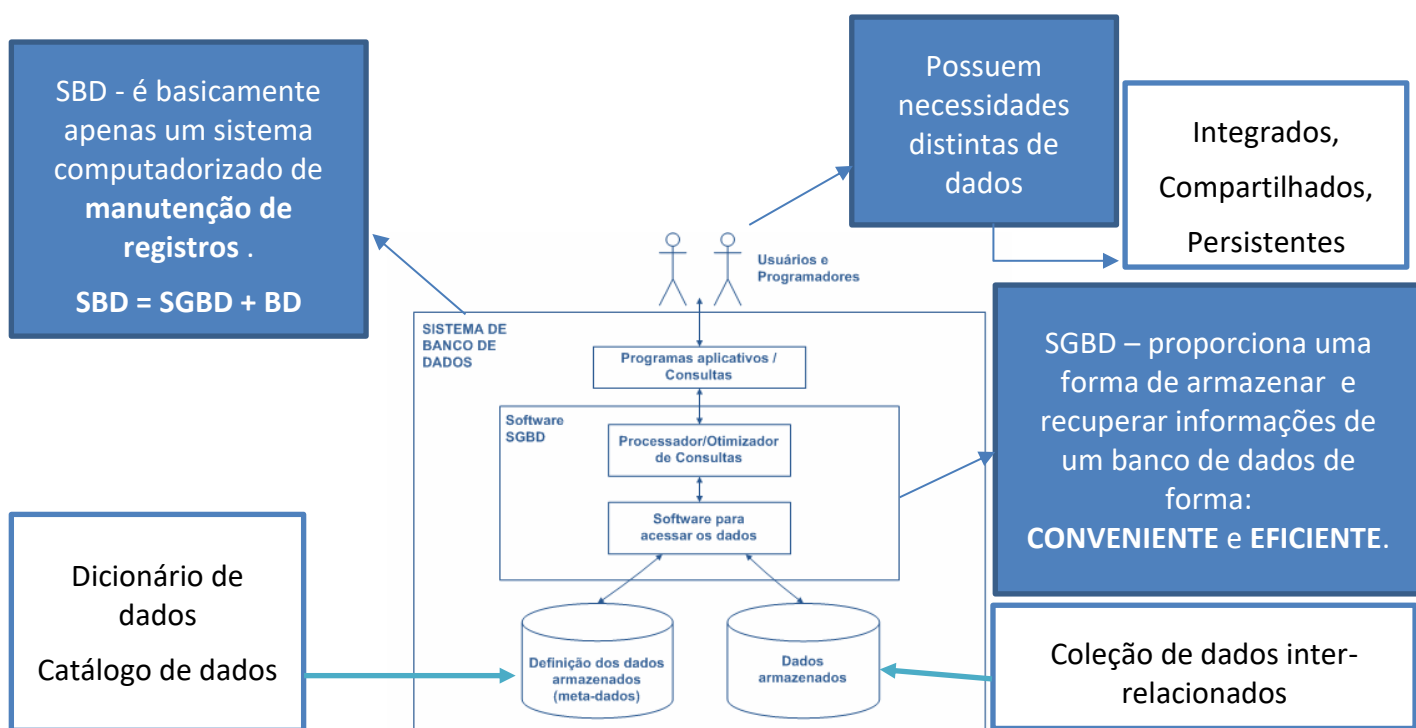 SBD - é basicamente
apenas um sistema
computadorizado de
manutenção de
registros .
SBD = SGBD + BD
Possuem
necessidades
distintas de
dados
Integrados,
Compartilhados,
Persistentes
Usuários e
Programadores
SISTEMA DE
BANCO DE
DADOS
Programas aplicativos /
Consultas
Software
SGBD
Processador/Otimizador
de Consultas
Software para
acessar os dados
SGBD – proporciona uma
forma de armazenar e
recuperar informações de
um banco de dados de
forma:
CONVENIENTE e EFICIENTE.
Dicionário de
dados
Catálogo de dados
Definição dos dados
armazenados
(meta-dados)
Dados
armazenados
Coleção de dados inter-
relacionados